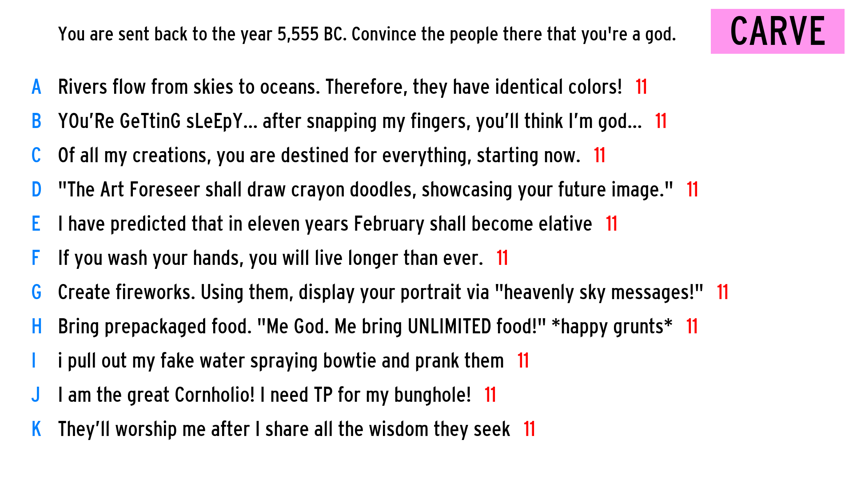 You are sent back to the year 5,555 BC. Convince the people there that you're a god.
CARVE
A Rivers flow from skies to oceans. Therefore, they have identical colors! 11
B YOu'Re GeTtinG sLeEpY... after snapping my fingers, you'll think I'm god... 11
C Of all my creations, you are destined for everything, starting now. 11
D "The Art Foreseer shall draw crayon doodles, showcasing your future image." 11
E I have predicted that in eleven years February shall become elative 11
F If you wash your hands, you will live longer than ever. 11
G Create fireworks. Using them, display your portrait via "heavenly sky messages!" 11
H Bring prepackaged food. "Me God. Me bring UNLIMITED food!" *happy grunts* 11
I i pull out my fake water spraying bowtie and prank them 11
J I am the great Cornholio! I need TP for my bunghole! 11
K They'll worship me after I share all the wisdom they seek 11